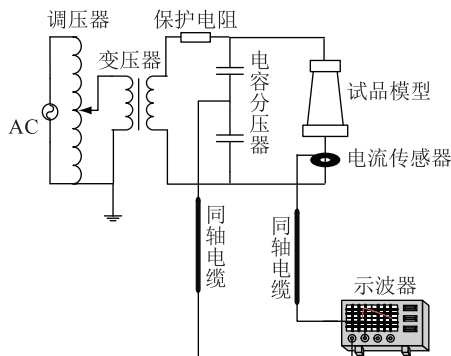 调压器
变压器
保护电阻
电容分压器
试品模型
AC
电流传感器
同轴电缆
同轴电缆
示波器